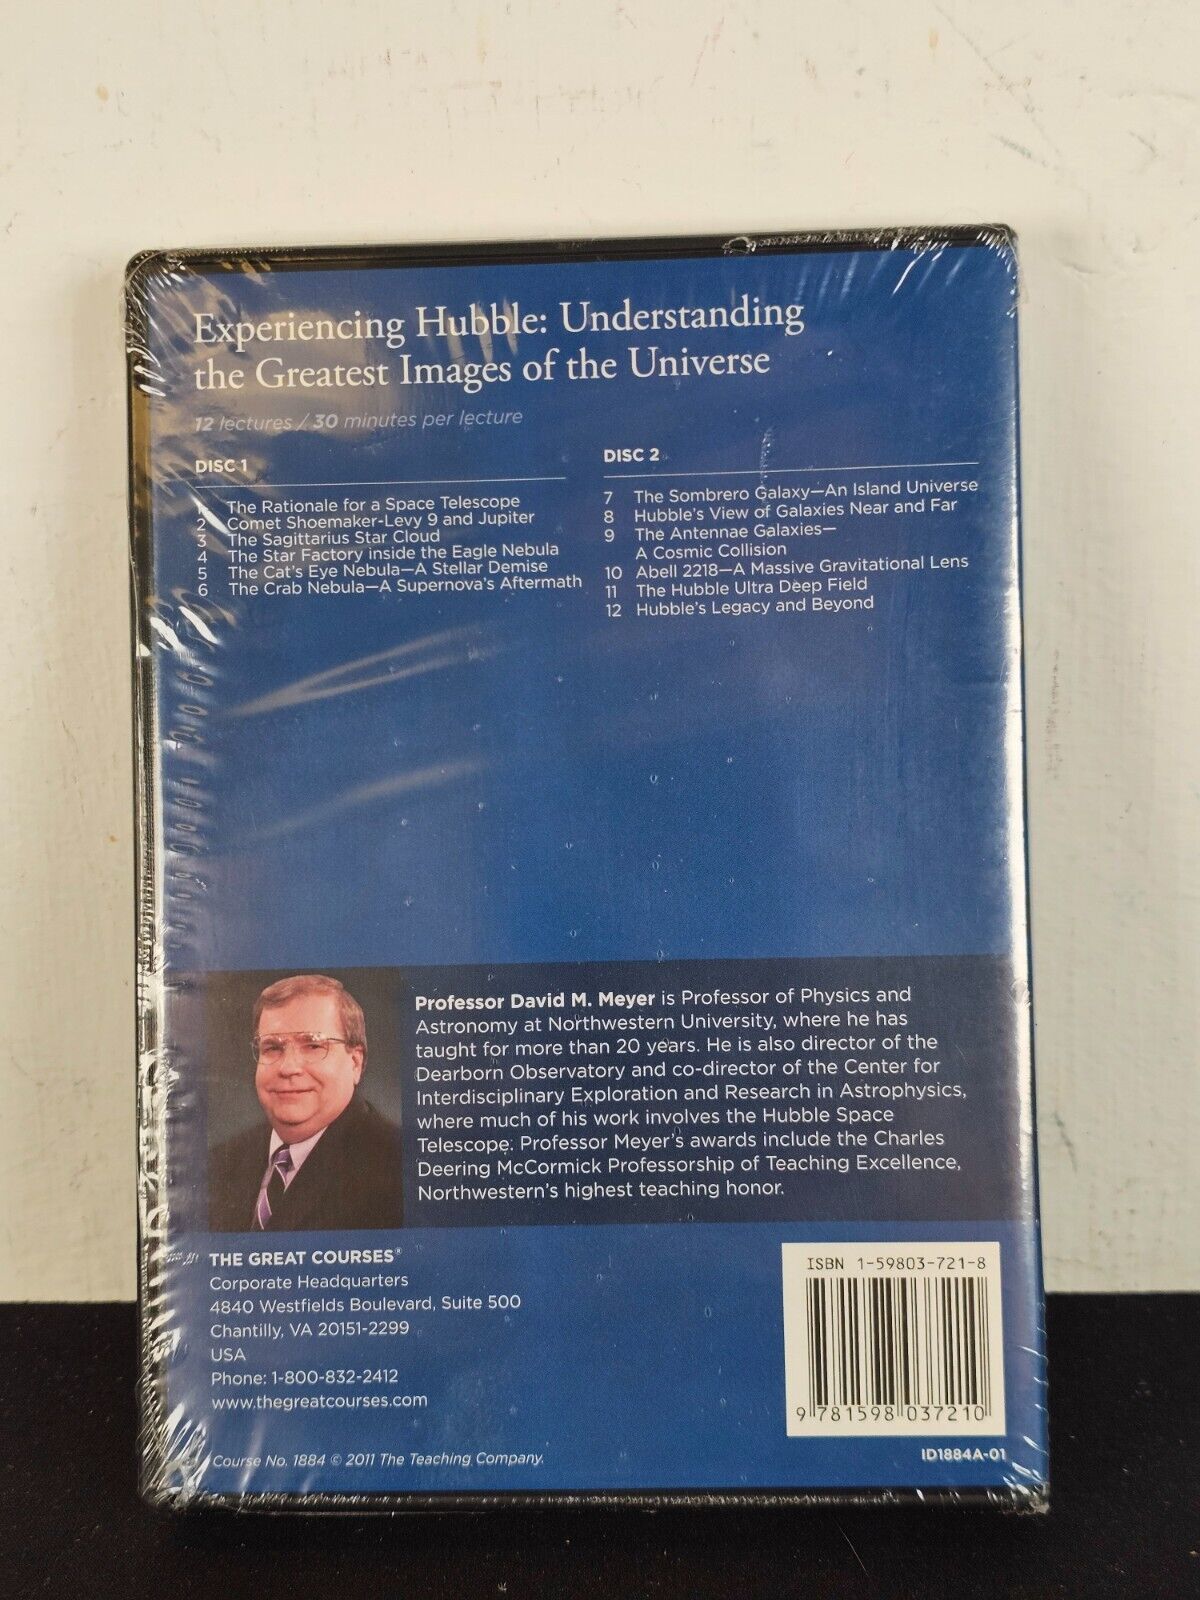 Experiencing Hubble: Understanding
the Greatest Images of the Universe
12 lectures / 30 minutes per lecture
DISC 1
1 The Rationale for a Space Telescope
2 Comet Shoemaker-Levy 9 and Jupiter
3 The Sagittarius Star Cloud
4 The Star Factory inside the Eagle Nebula
5 The Cat's Eye Nebula—A Stellar Demise
6 The Crab Nebula—A Supernova's Aftermath
DISC 2
7 The Sombrero Galaxy—An Island Universe
8 Hubble's View of Galaxies Near and Far
9 The Antennae Galaxies—
A Cosmic Collision
10 Abell 2218—A Massive Gravitational Lens
11 The Hubble Ultra Deep Field
12 Hubble's Legacy and Beyond
Professor David M. Meyer is Professor of Physics and
Astronomy at Northwestern University, where he has
taught for more than 20 years. He is also director of the
Dearborn Observatory and co-director of the Center for
Interdisciplinary Exploration and Research in Astrophysics,
where much of his work involves the Hubble Space
Telescope. Professor Meyer's awards include the Charles
Deering McCormick Professorship of Teaching Excellence,
Northwestern's highest teaching honor.
THE GREAT COURSES®
Corporate Headquarters
4840 Westfields Boulevard, Suite 500
Chantilly, VA 20151-2299
USA
Phone: 1-800-832-2412
www.thegreatcourses.com
Course No. 1884 © 2011 The Teaching Company.
ISBN 1-59803-721-8
9 781598 037210
ID1884A-01